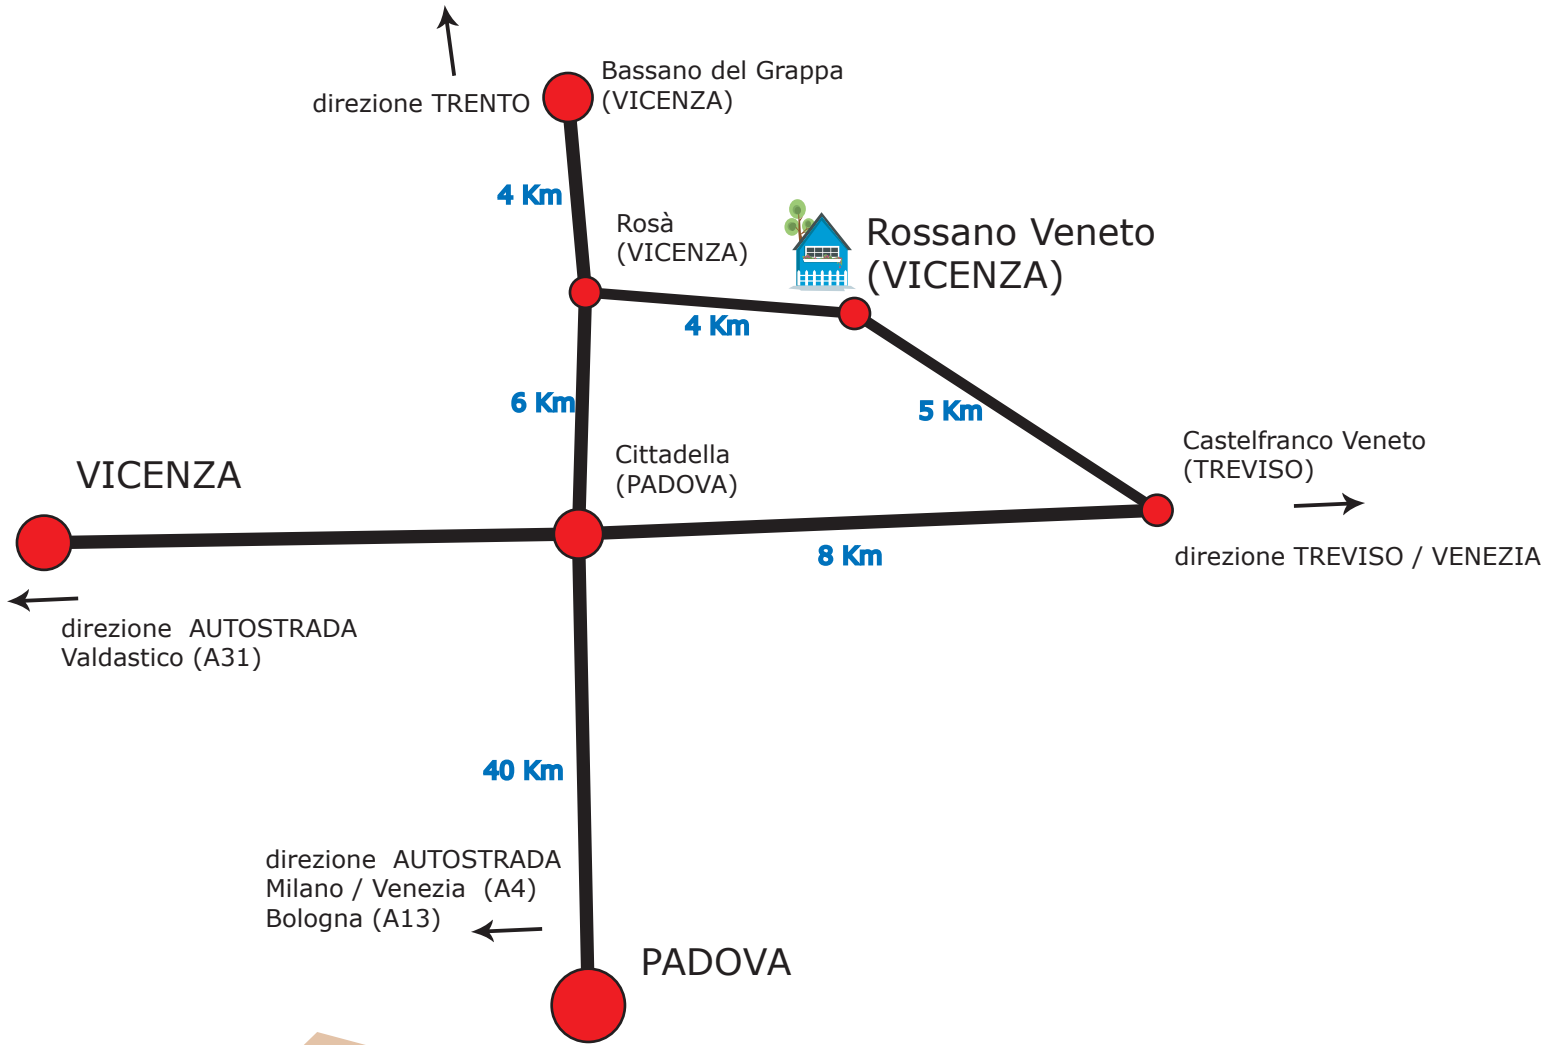 Bassano del Grappa
(VICENZA)
direzione TRENTO
4 Km
Rosà
(VICENZA)
Rossano Veneto
(VICENZA)
4 Km
6 Km
5 Km
Castelfranco Veneto
(TREVISO)
Cittadella
(PADOVA)
VICENZA
8 Km
direzione TREVISO / VENEZIA
direzione AUTOSTRADA
Valdastico (A31)
40 Km
direzione AUTOSTRADA
Milano / Venezia (A4)
Bologna (A13)
PADOVA